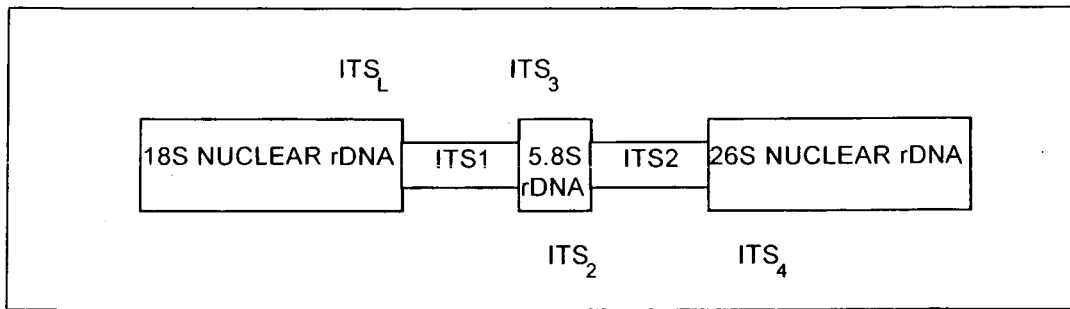 ITS_L ITS_3
18S NUCLEAR rDNA ITS1 5.8S rDNA ITS2 26S NUCLEAR rDNA
ITS_2 ITS_4